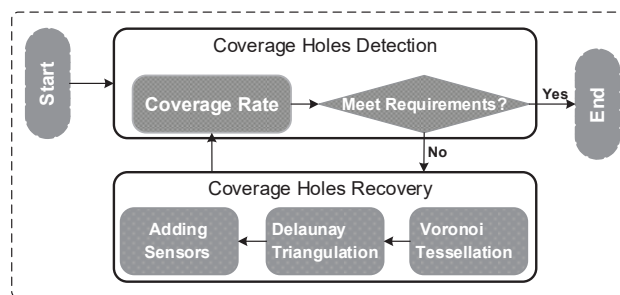 Start
Coverage Holes Detection
Coverage Rate
Meet Requirements?
Yes
End
No
Coverage Holes Recovery
Adding
Sensors
Delaunay
Triangulation
Voronoi
Tessellation